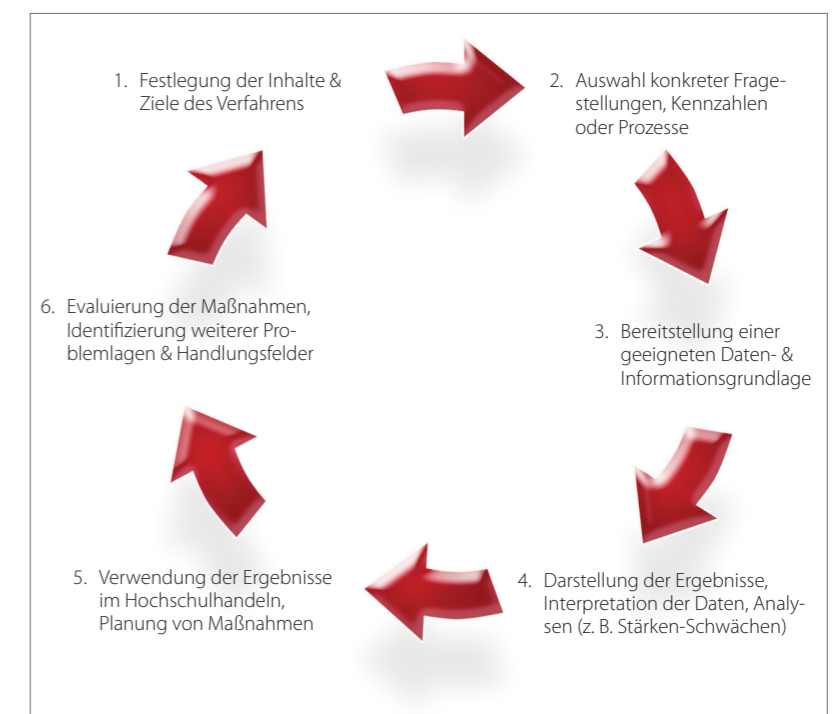 1. Festlegung der Inhalte &
Ziele des Verfahrens
2. Auswahl konkreter Frage-
stellungen, Kennzahlen
oder Prozesse
3. Bereitstellung einer
geeigneten Daten- &
Informationsgrundlage
4. Darstellung der Ergebnisse,
Interpretation der Daten, Analy-
sen (z. B. Stärken-Schwächen)
5. Verwendung der Ergebnisse
im Hochschulhandeln,
Planung von Maßnahmen
6. Evaluierung der Maßnahmen,
Identifizierung weiterer Pro-
blemlagen & Handlungsfelder